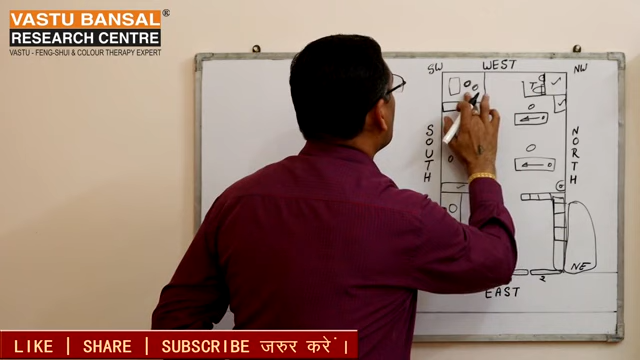 VASTU BANSAL®
RESEARCH CENTRE
VASTU - FENG-SHUI & COLOUR THERAPY EXPERT
SW WEST NW
SOUTH
NORTH
NE
EAST
LIKE | SHARE | SUBSCRIBE जरुर करें |